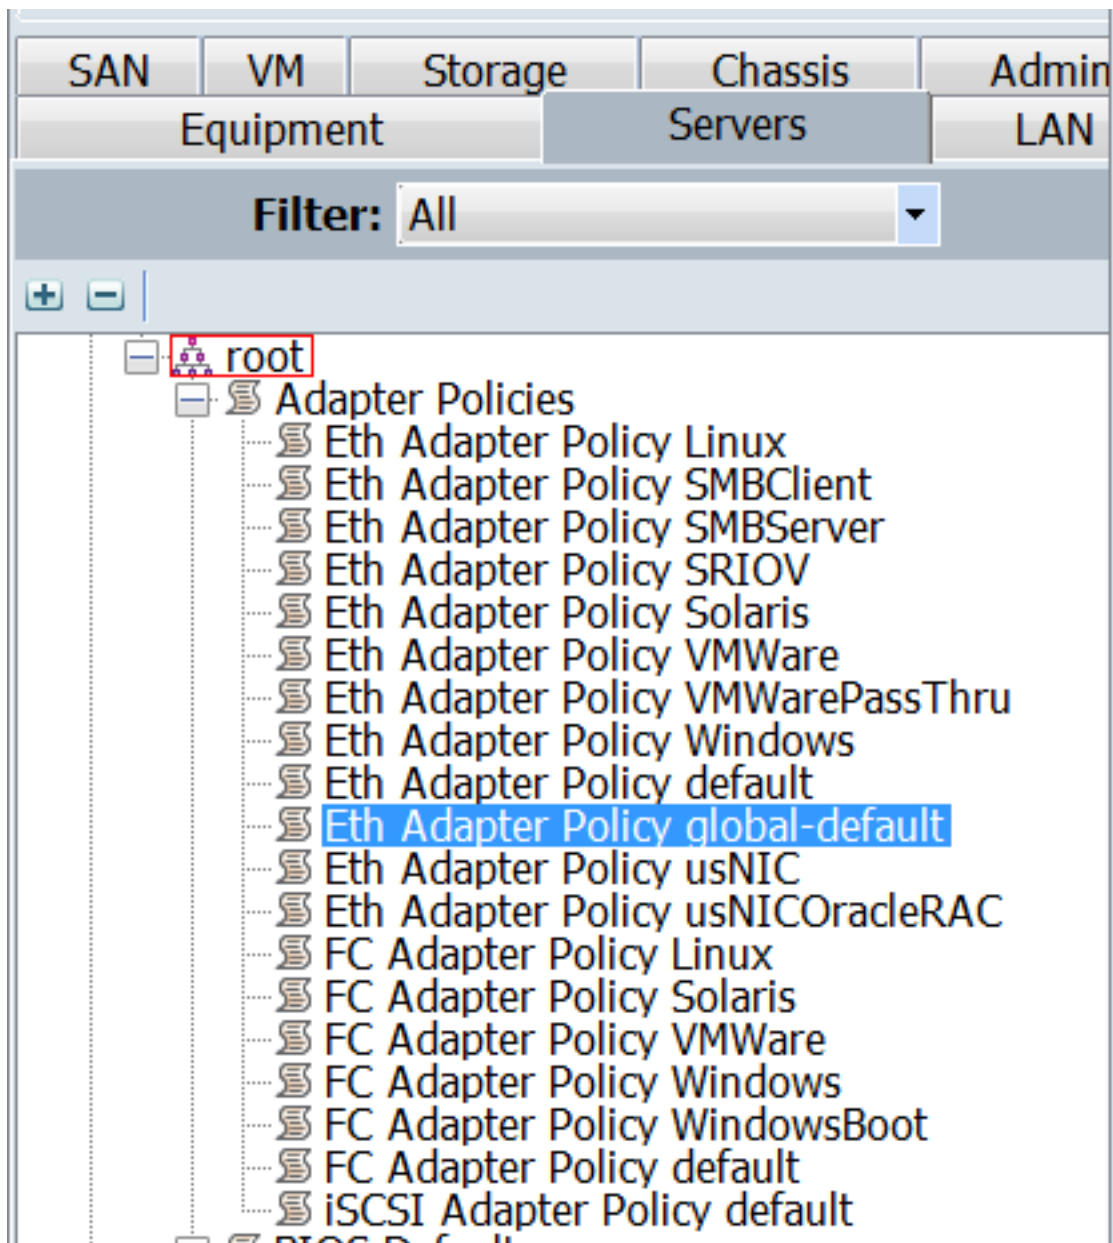 SAN VM Storage Chassis Admin
Equipment Servers LAN
Filter: All
root
Adapter Policies
Eth Adapter Policy Linux
Eth Adapter Policy SMBClient
Eth Adapter Policy SMBServer
Eth Adapter Policy SRIOV
Eth Adapter Policy Solaris
Eth Adapter Policy VMWare
Eth Adapter Policy VMWarePassThru
Eth Adapter Policy Windows
Eth Adapter Policy default
Eth Adapter Policy global-default
Eth Adapter Policy usNIC
Eth Adapter Policy usNICOracleRAC
FC Adapter Policy Linux
FC Adapter Policy Solaris
FC Adapter Policy VMWare
FC Adapter Policy Windows
FC Adapter Policy WindowsBoot
FC Adapter Policy default
iSCSI Adapter Policy default